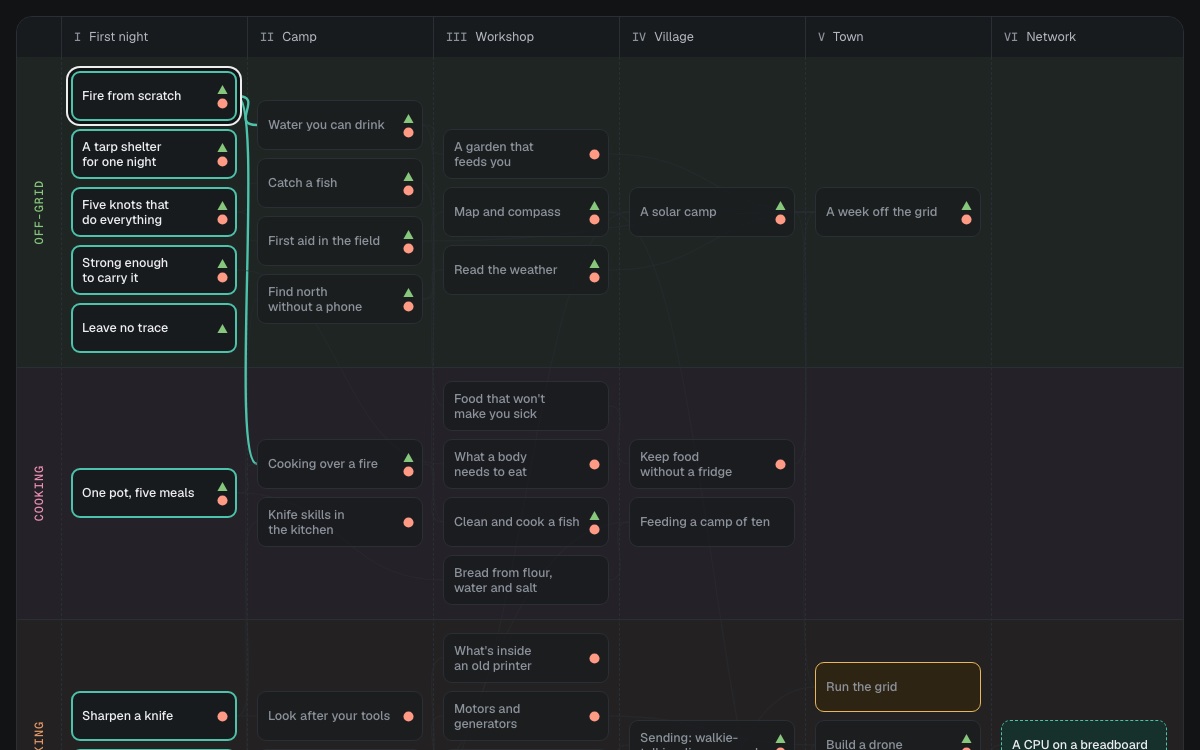 I First night
II Camp
III Workshop
IV Village
V Town
VI Network
OFF-GRID
Fire from scratch
A tarp shelter
for one night
Five knots that
do everything
Strong enough
to carry it
Leave no trace
Water you can drink
Catch a fish
First aid in the field
Find north
without a phone
A garden that
feeds you
Map and compass
Read the weather
A solar camp
A week off the grid
COOKING
One pot, five meals
Cooking over a fire
Knife skills in
the kitchen
Food that won't
make you sick
What a body
needs to eat
Clean and cook a fish
Bread from flour,
water and salt
Keep food
without a fridge
Feeding a camp of ten
KING
Sharpen a knife
Look after your tools
What's inside
an old printer
Motors and
generators
Sending: walkie-
Run the grid
Build a drone
A CPU on a breadboard